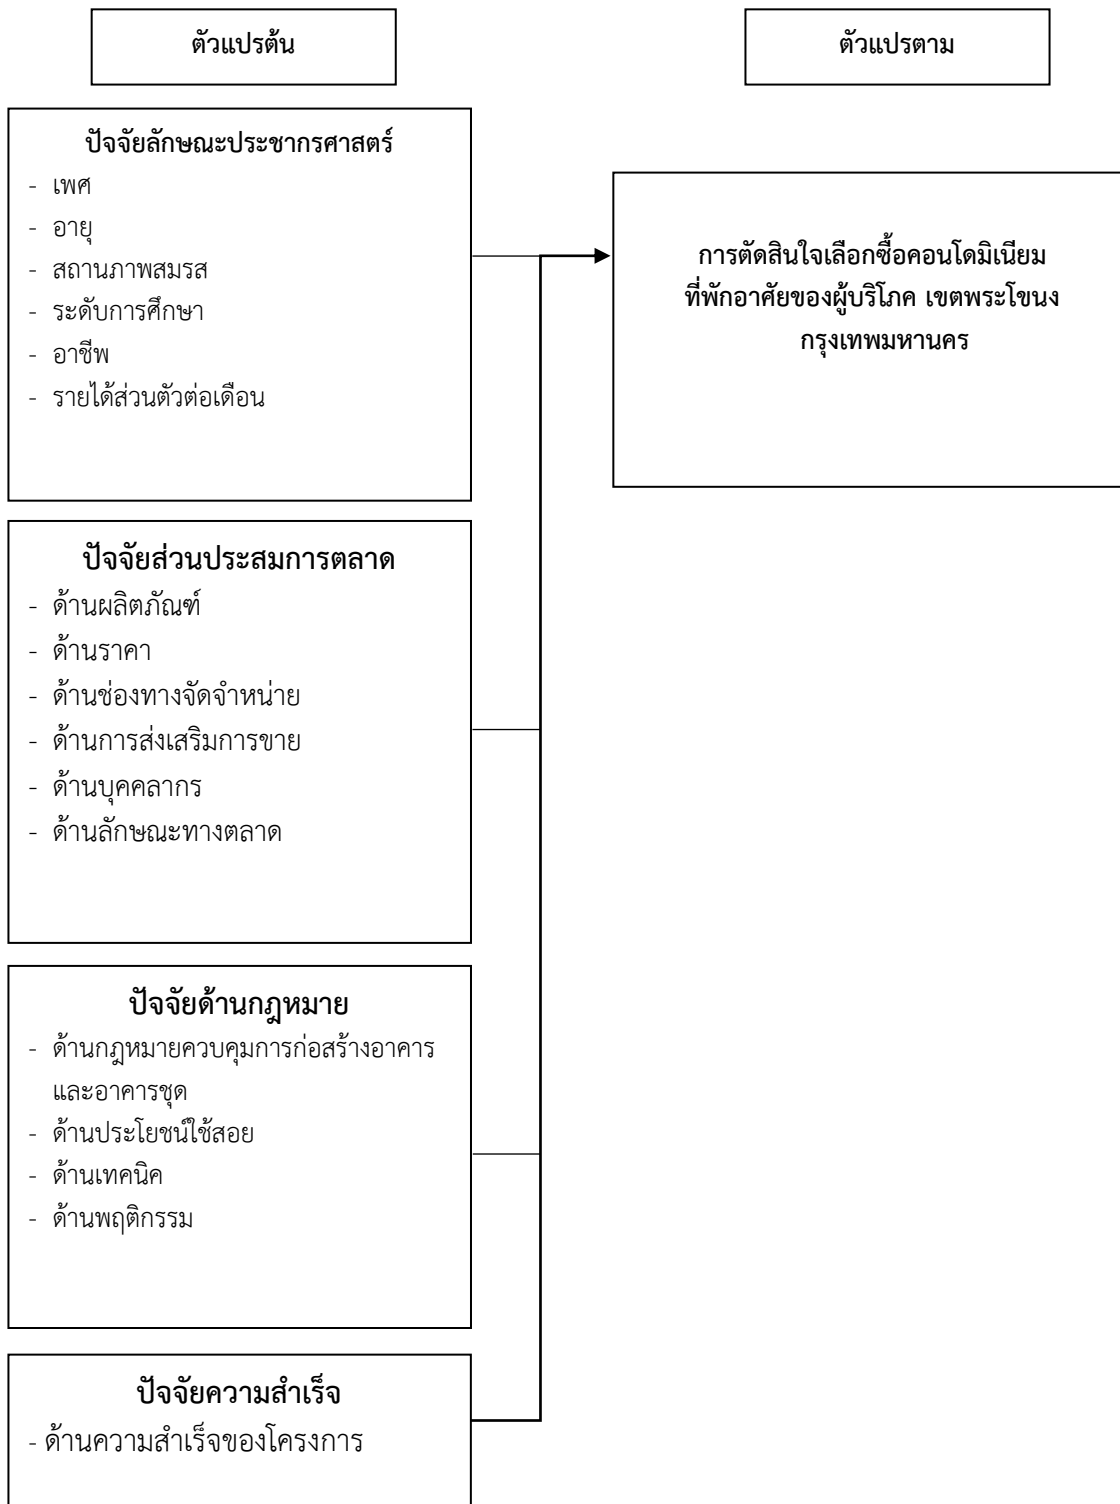 ตัวแปรต้น
ตัวแปรตาม
ปัจจัยลักษณะประชากรศาสตร์
- เพศ
- อายุ
- สถานภาพสมรส
- ระดับการศึกษา
- อาชีพ
- รายได้ส่วนตัวต่อเดือน
การตัดสินใจเลือกซื้อคอนโดมิเนียม
ที่พักอาศัยของผู้บริโภค เขตพระโขนง
กรุงเทพมหานคร
ปัจจัยส่วนประสมการตลาด
- ด้านผลิตภัณฑ์
- ด้านราคา
- ด้านช่องทางจัดจำหน่าย
- ด้านการส่งเสริมการขาย
- ด้านบุคคลากร
- ด้านลักษณะทางตลาด
ปัจจัยด้านกฎหมาย
- ด้านกฎหมายควบคุมการก่อสร้างอาคาร
และอาคารชุด
- ด้านประโยชน์ใช้สอย
- ด้านเทคนิค
- ด้านพฤติกรรม
ปัจจัยความสำเร็จ
- ด้านความสำเร็จของโครงการ